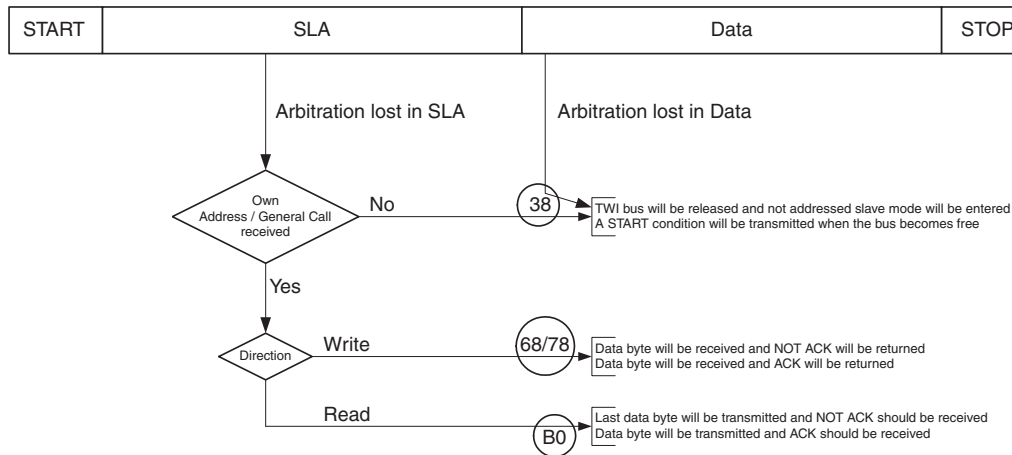 START SLA Data STOP
Arbitration lost in SLA Arbitration lost in Data
Own
Address / General Call
received
No
38
TWI bus will be released and not addressed slave mode will be entered
A START condition will be transmitted when the bus becomes free
Yes
Direction
Write
68/78
Data byte will be received and NOT ACK will be returned
Data byte will be received and ACK will be returned
Read
B0
Last data byte will be transmitted and NOT ACK should be received
Data byte will be transmitted and ACK should be received